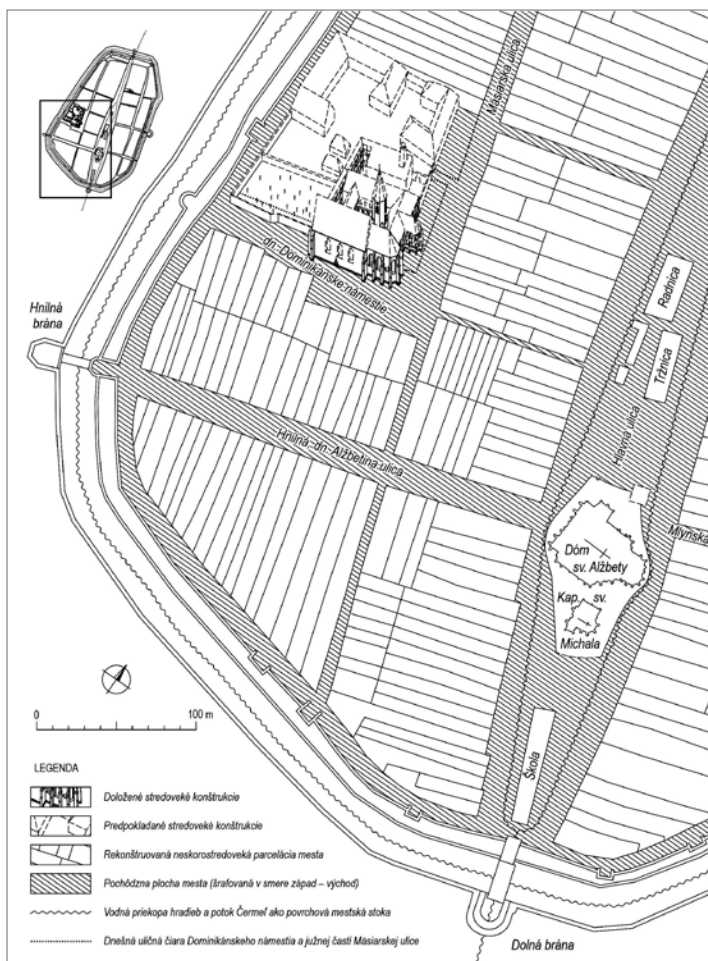 Mäsiarska ulica
dn. Dominikánske námestie
Hnilná
brána
Radnica
Tržnica
Hlavná ulica
Hnilná, dn. Alžbetina ulica
Mlynská
Dóm
sv. Alžbety
Kap. sv.
Michala
0 100 m
Škola
Dolná brána
LEGENDA
Doložené stredoveké konštrukcie
Predpokladané stredoveké konštrukcie
Rekonštruovaná neskorostredoveká parcelácia mesta
Pochôdzna plocha mesta (šrafovaná v smere západ – východ)
Vodná priekopa hradieb a potok Čermeľ ako povrchová mestská stoka
Dnešná uličná čiara Dominikánskeho námestia a južnej časti Mäsiarskej ulice